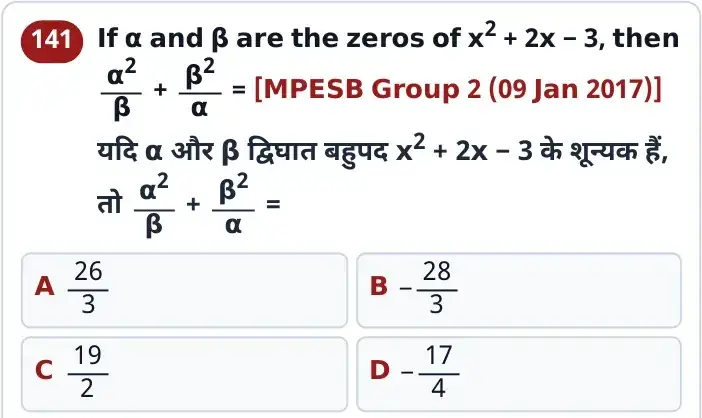 141 If α and β are the zeros of x² + 2x − 3, then
α²/β + β²/α = [MPESB Group 2 (09 Jan 2017)]
यदि α और β द्विघात बहुपद x² + 2x − 3 के शून्यक हैं,
तो α²/β + β²/α =
A 26/3 B −28/3
C 19/2 D −17/4